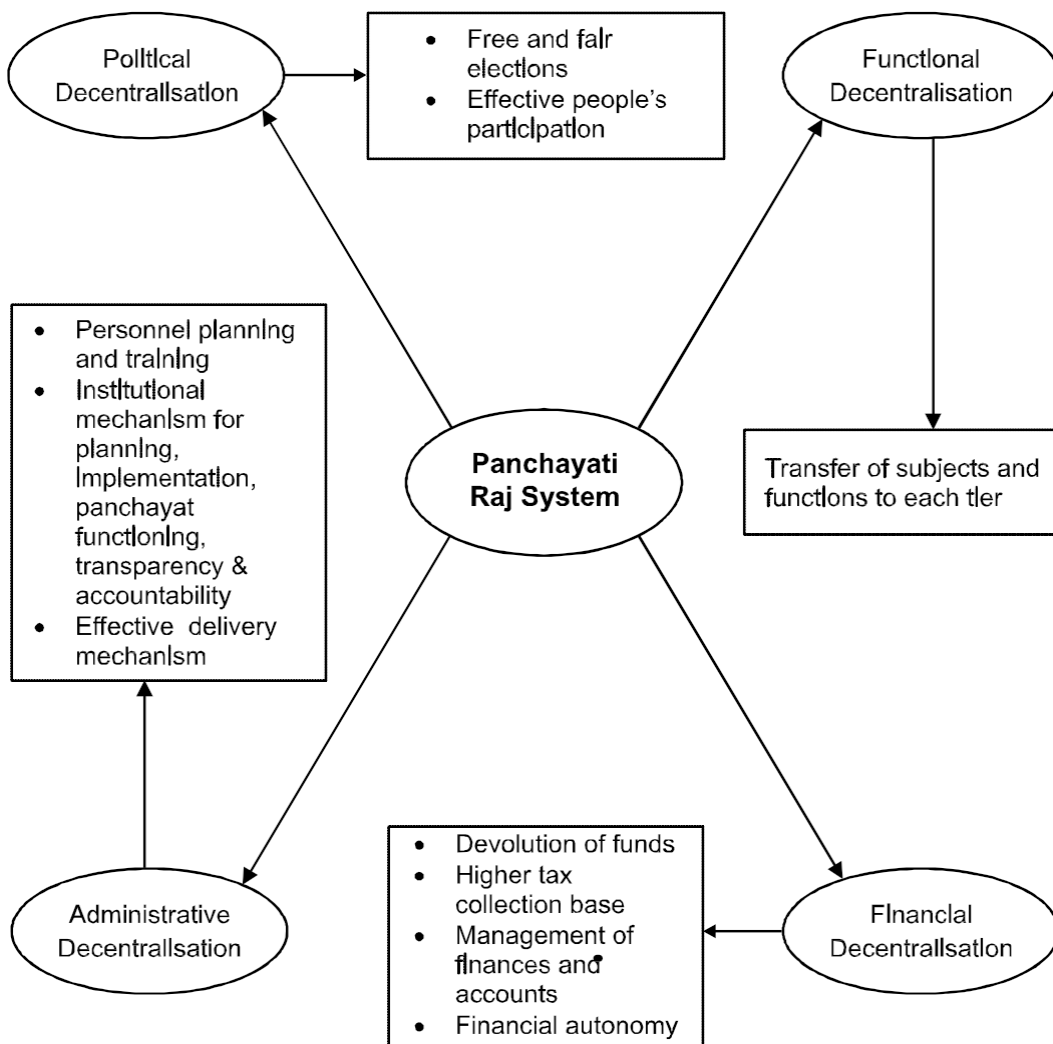 Political
Decentralisation
• Free and fair
elections
• Effective people's
participation
Functional
Decentralisation
• Personnel planning
and training
• Institutional
mechanism for
planning,
implementation,
panchayat
functioning,
transparency &
accountability
• Effective delivery
mechanism
Panchayati
Raj System
Transfer of subjects and
functions to each tier
Administrative
Decentralisation
• Devolution of funds
• Higher tax
collection base
• Management of
finances and
accounts
• Financial autonomy
Financial
Decentralisation